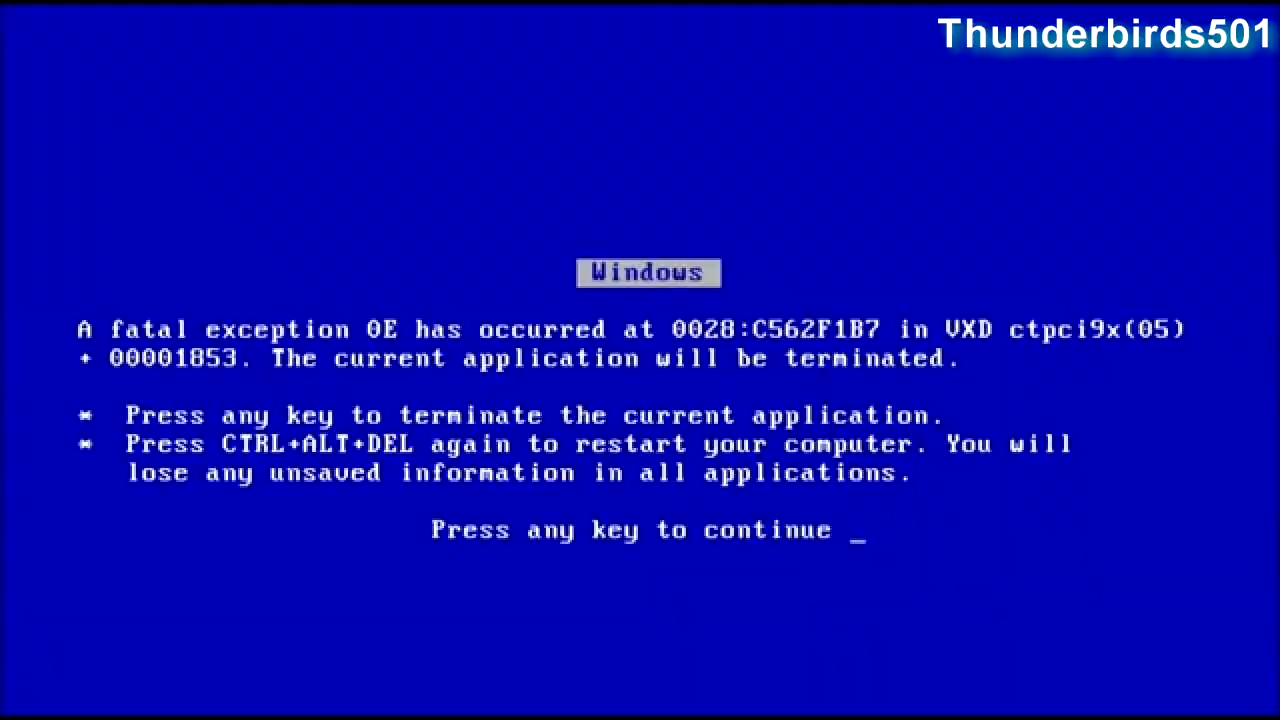 Thunderbirds501
Windows
A fatal exception 0E has occurred at 0028:C562F1B7 in VXD ctpci9x(05)
+ 00001853. The current application will be terminated.
* Press any key to terminate the current application.
* Press CTRL+ALT+DEL again to restart your computer. You will
lose any unsaved information in all applications.
Press any key to continue _